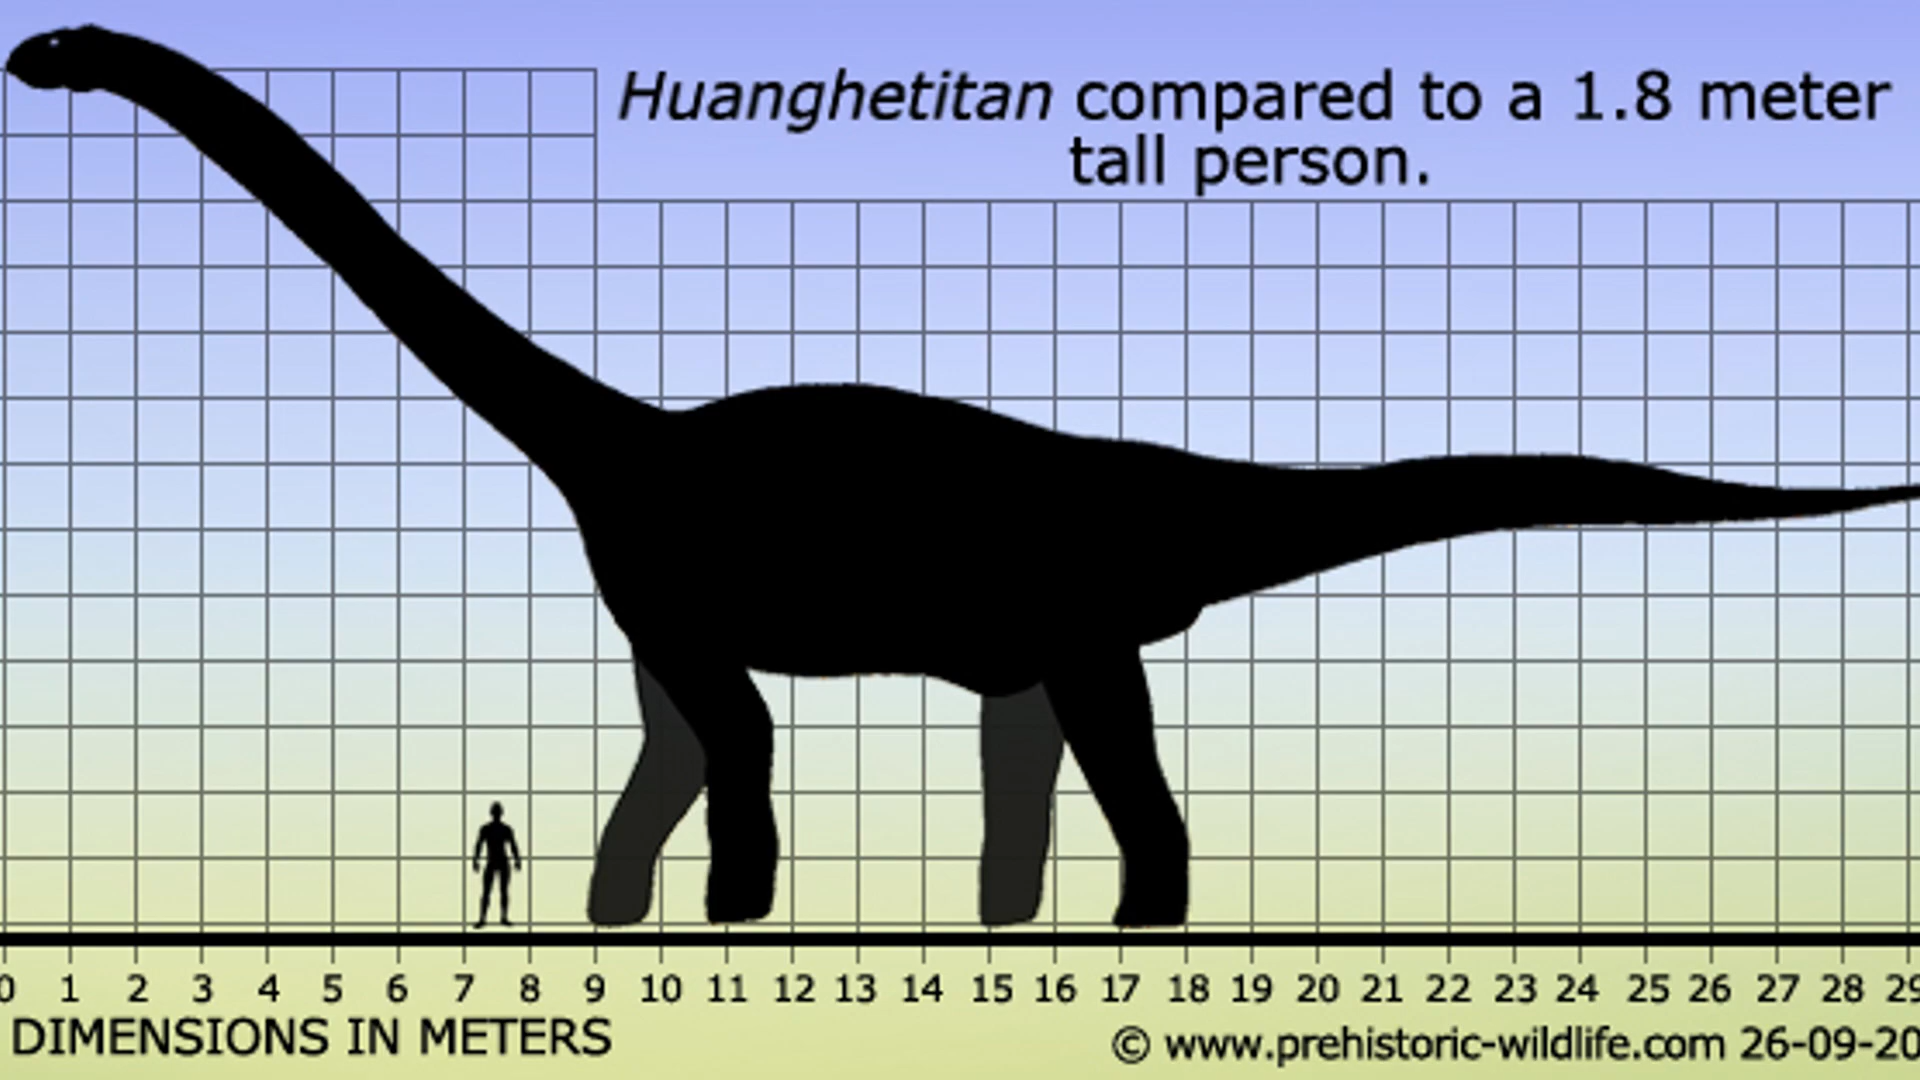 Huanghetitan compared to a 1.8 meter
tall person.
0 1 2 3 4 5 6 7 8 9 10 11 12 13 14 15 16 17 18 19 20 21 22 23 24 25 26 27 28 29
DIMENSIONS IN METERS
© www.prehistoric-wildlife.com 26-09-20